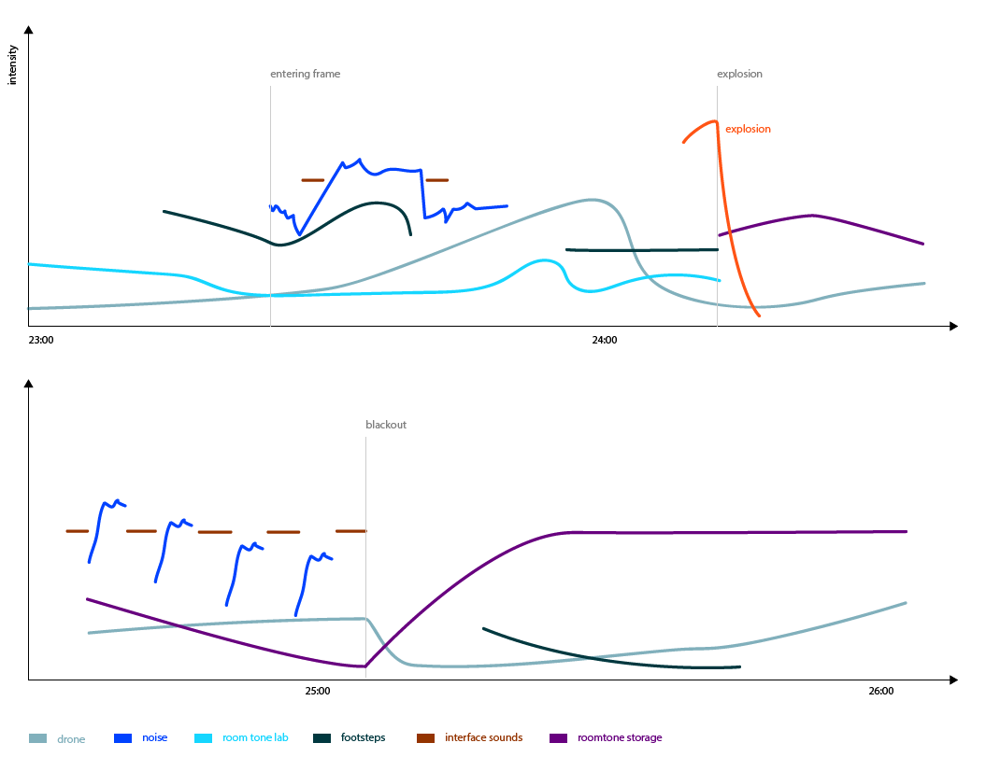 intensity
entering frame
explosion
explosion
23:00
24:00
blackout
25:00
26:00
drone
noise
room tone lab
footsteps
interface sounds
roomtone storage